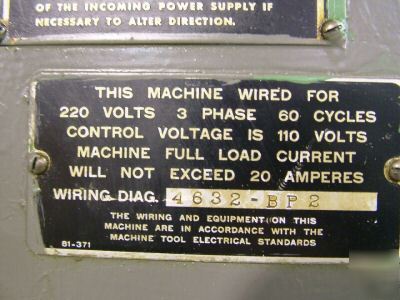 OF THE INCOMING POWER SUPPLY IF
NECESSARY TO ALTER DIRECTION.
THIS MACHINE WIRED FOR
220 VOLTS 3 PHASE 60 CYCLES
CONTROL VOLTAGE IS 110 VOLTS
MACHINE FULL LOAD CURRENT
WILL NOT EXCEED 20 AMPERES
WIRING DIAG. 4632-BP2
THE WIRING AND EQUIPMENT ON THIS
MACHINE ARE IN ACCORDANCE WITH THE
MACHINE TOOL ELECTRICAL STANDARDS
81-371